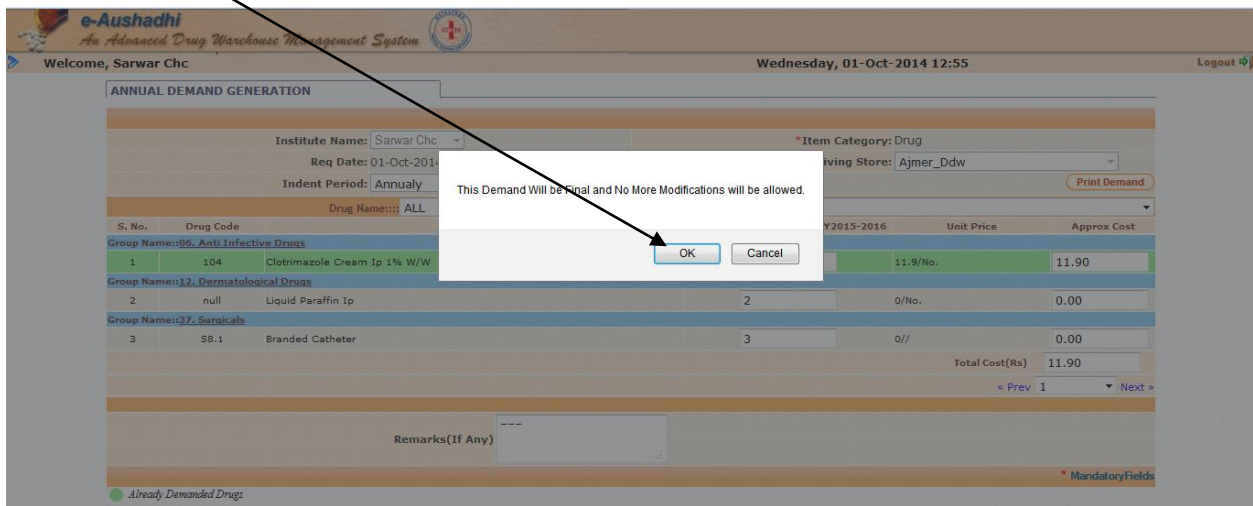 e-Aushadhi
An Advanced Drug Warehouse Management System
Welcome, Sarwar Chc Wednesday, 01-Oct-2014 12:55 Logout
ANNUAL DEMAND GENERATION
Institute Name: Sarwar Chc *Item Category: Drug
Req Date: 01-Oct-201 iving Store: Ajmer_Ddw
Indent Period: Annualy Print Demand
Drug Name:::: ALL
This Demand Will be Final and No More Modifications will be allowed.
OK Cancel
S. No. Drug Code Y2015-2016 Unit Price Approx Cost
Group Name::06. Anti Infective Drugs
1 104 Clotrimazole Cream Ip 1% W/W 11.9/No. 11.90
Group Name::12. Dermatological Drugs
2 null Liquid Paraffin Ip 2 0/No. 0.00
Group Name::37. Surgicals
3 S8.1 Branded Catheter 3 0// 0.00
Total Cost(Rs) 11.90
« Prev 1 Next »
Remarks(If Any) ---
* MandatoryFields
Already Demanded Drugs